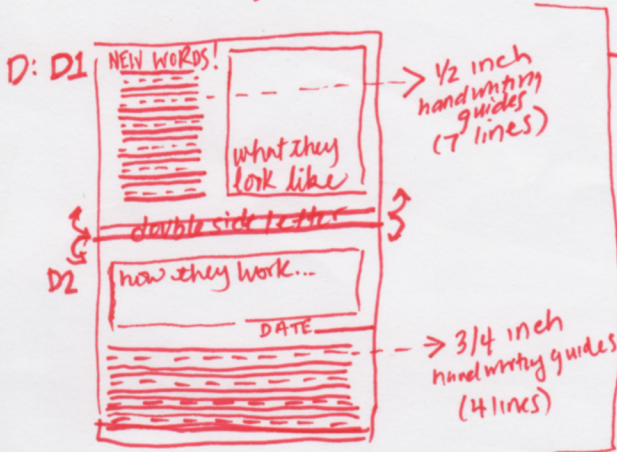 D: D1
NEW WORDS!
what they
look like
1/2 inch
handwriting
guides
(7 lines)
double side letter
D2
how they work...
DATE
3/4 inch
handwriting guides
(4 lines)